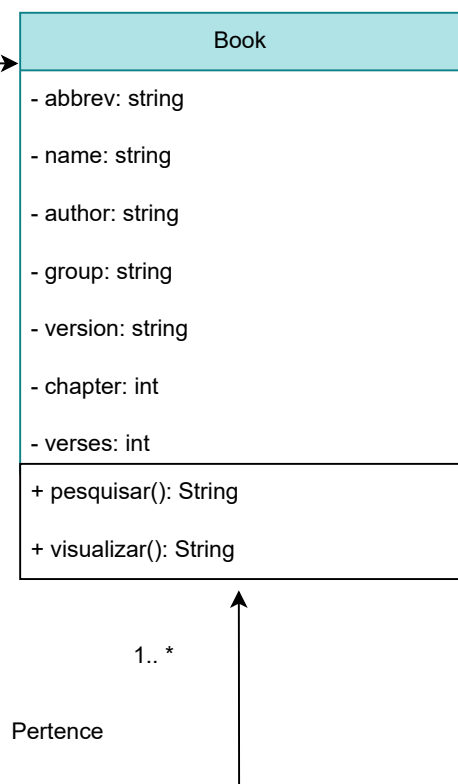 Book
- abbrev: string
- name: string
- author: string
- group: string
- version: string
- chapter: int
- verses: int
+ pesquisar(): String
+ visualizar(): String
1.. *
Pertence